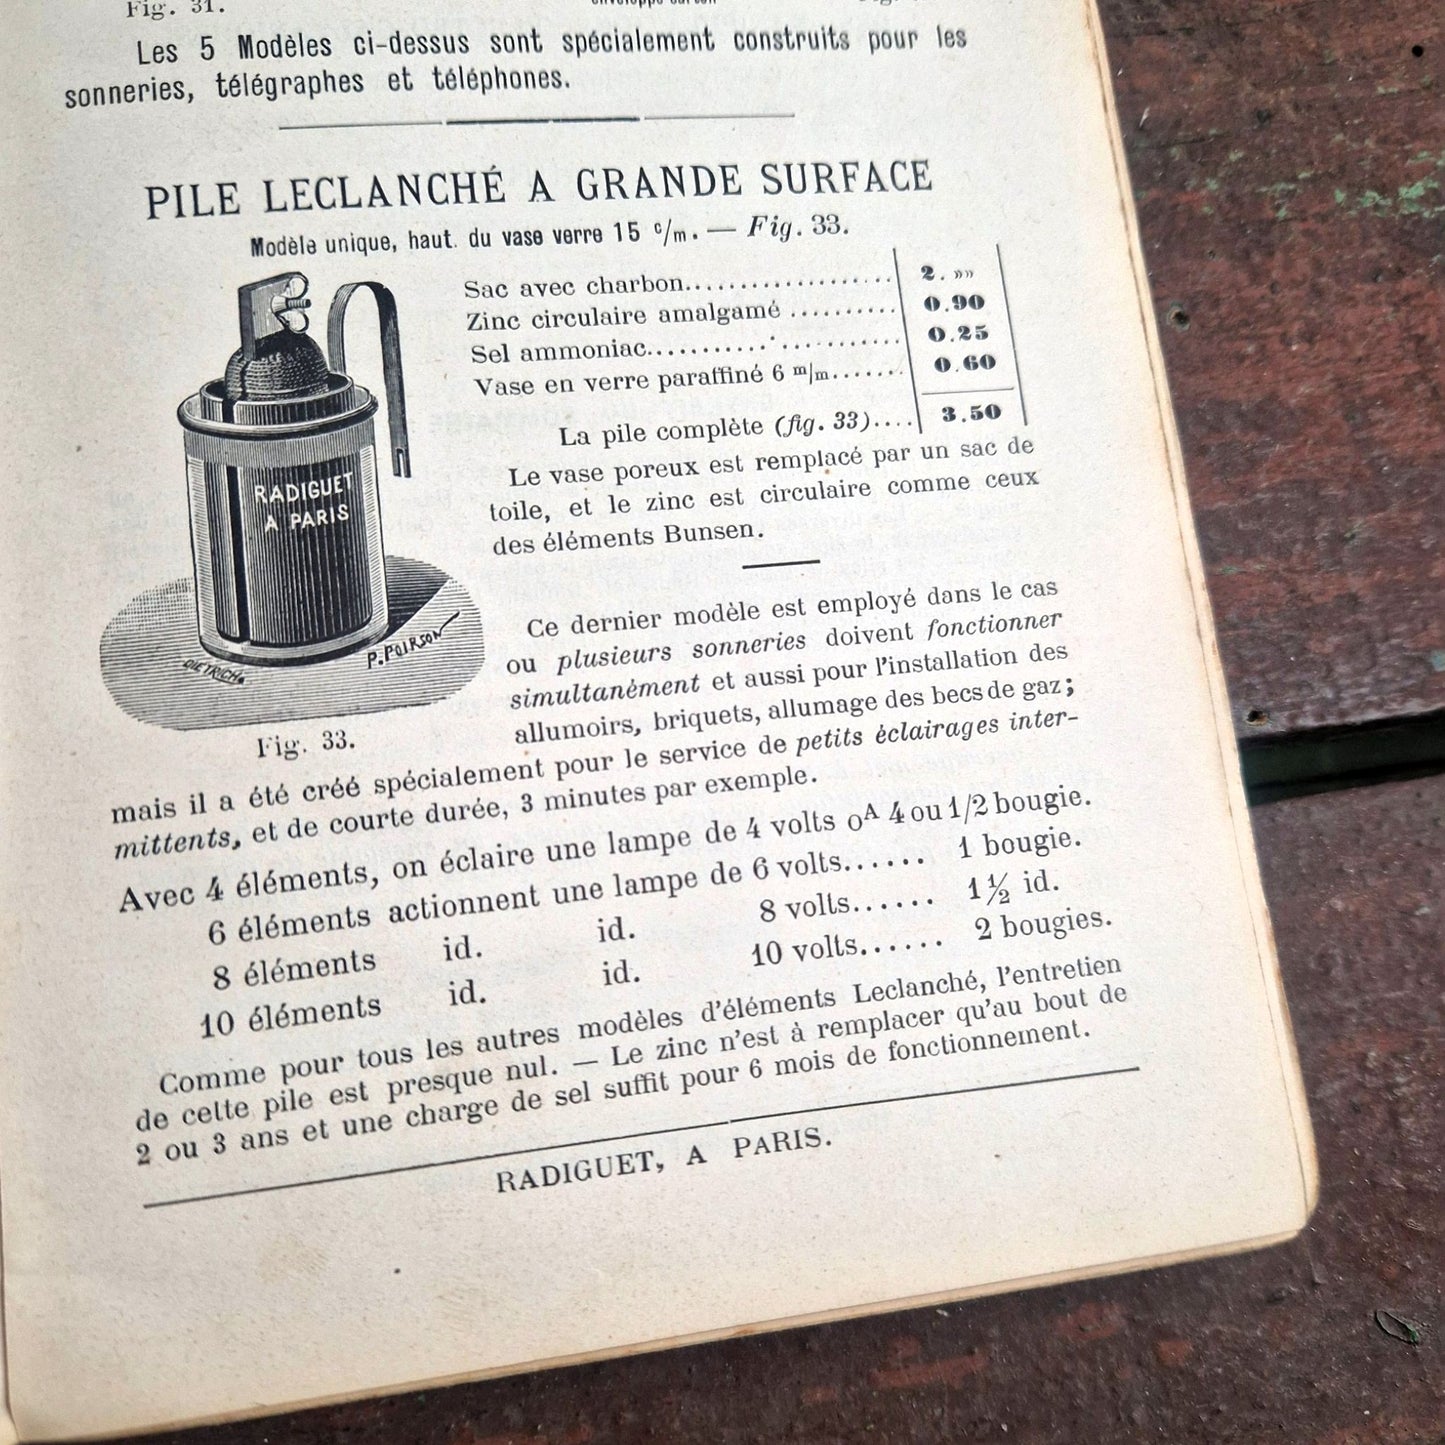 Fig. 31.
enveloppe carton
Les 5 Modèles ci-dessus sont spécialement construits pour les
sonneries, télégraphes et téléphones.
PILE LECLANCHÉ A GRANDE SURFACE
Modèle unique, haut. du vase verre 15 c/m. — Fig. 33.
Sac avec charbon.................... 2. »»
Zinc circulaire amalgamé .......... 0.90
Sel ammoniac....................... 0.25
Vase en verre paraffiné 6 m/m....... 0.60
La pile complète (fig. 33).... 3.50
RADIGUET
A PARIS
DIETRICH.
P. POIRSON
Fig. 33.
Le vase poreux est remplacé par un sac de
toile, et le zinc est circulaire comme ceux
des éléments Bunsen.
Ce dernier modèle est employé dans le cas
ou plusieurs sonneries doivent fonctionner
simultanément et aussi pour l'installation des
allumoirs, briquets, allumage des becs de gaz;
mais il a été créé spécialement pour le service de petits éclairages inter-
mittents, et de courte durée, 3 minutes par exemple.
Avec 4 éléments, on éclaire une lampe de 4 volts 0A 4 ou 1/2 bougie.
6 éléments actionnent une lampe de 6 volts...... 1 bougie.
8 éléments id. id. 8 volts...... 1 ½ id.
10 éléments id. id. 10 volts...... 2 bougies.
Comme pour tous les autres modèles d'éléments Leclanché, l'entretien
de cette pile est presque nul. — Le zinc n'est à remplacer qu'au bout de
2 ou 3 ans et une charge de sel suffit pour 6 mois de fonctionnement.
RADIGUET, A PARIS.